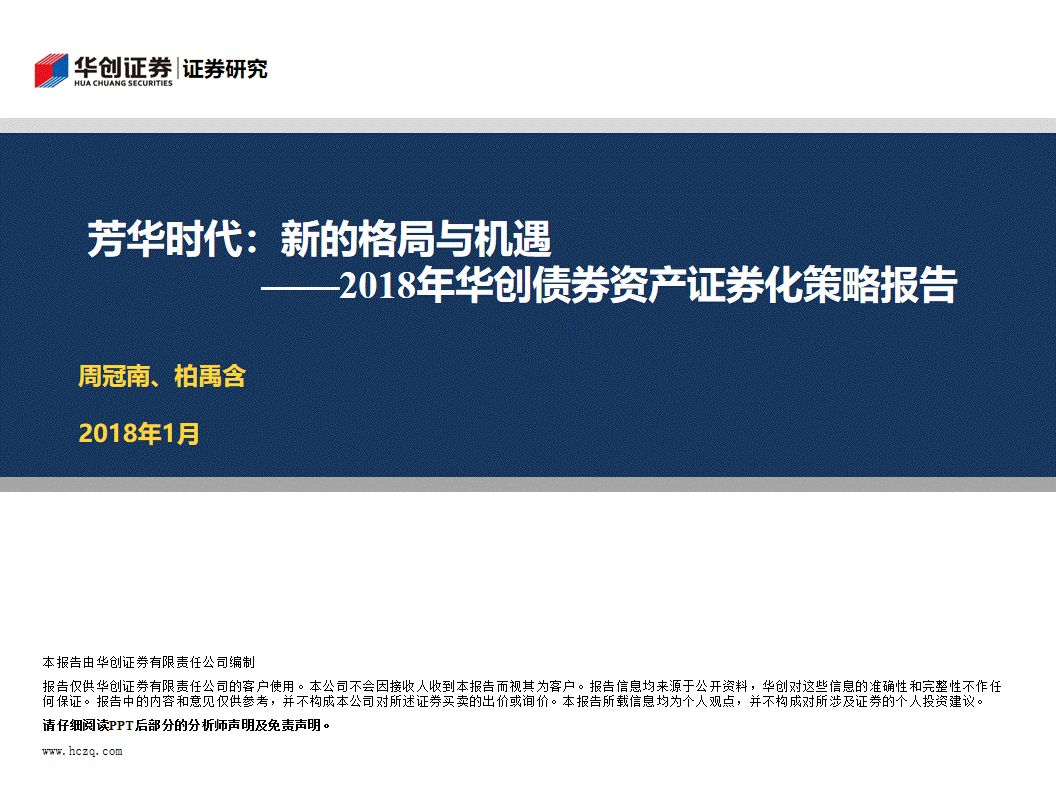 华创证券|证券研究
HUA CHUANG SECURITIES
芳华时代：新的格局与机遇
——2018年华创债券资产证券化策略报告
周冠南、柏禹含
2018年1月
本报告由华创证券有限责任公司编制
报告仅供华创证券有限责任公司的客户使用。本公司不会因接收人收到本报告而视其为客户。报告信息均来源于公开资料，华创对这些信息的准确性和完整性不作任
何保证。报告中的内容和意见仅供参考，并不构成本公司对所述证券买卖的出价或询价。本报告所载信息均为个人观点，并不构成对所涉及证券的个人投资建议。
请仔细阅读PPT后部分的分析师声明及免责声明。
www.hczq.com